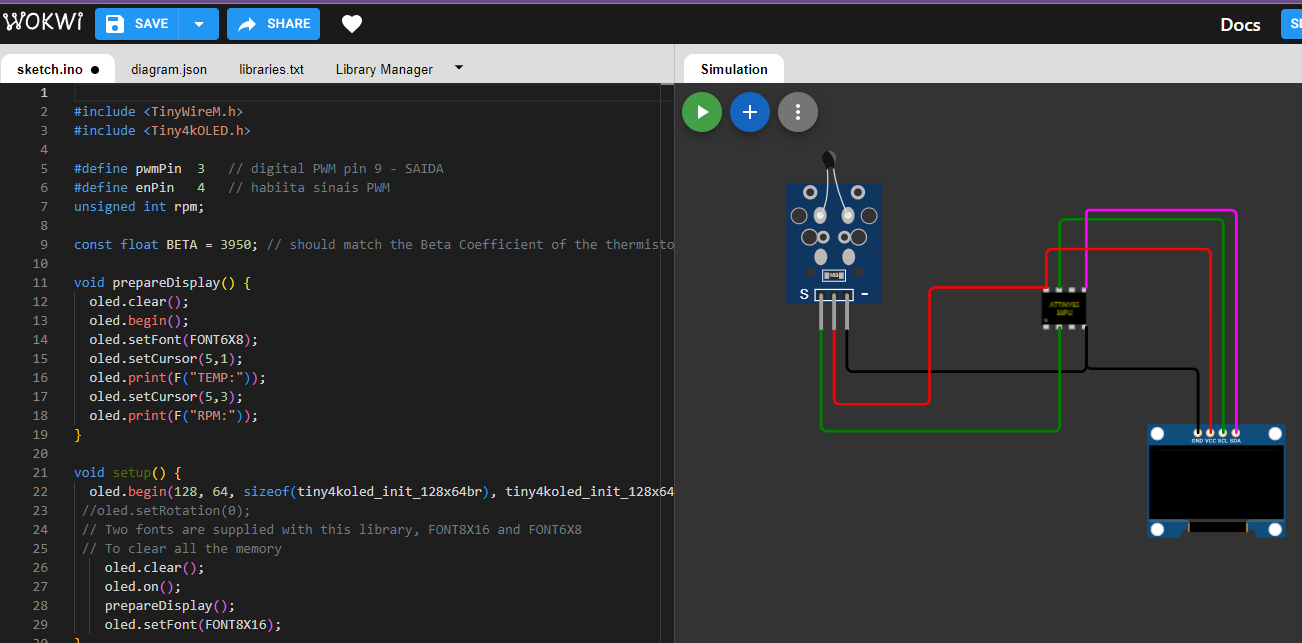 WOKWI SAVE SHARE Docs
sketch.ino ● diagram.json libraries.txt Library Manager Simulation
1
2 #include <TinyWireM.h>
3 #include <Tiny4kOLED.h>
4
5 #define pwmPin  3   // digital PWM pin 9 - SAIDA
6 #define enPin   4   // habiita sinais PWM
7 unsigned int rpm;
8
9 const float BETA = 3950; // should match the Beta Coefficient of the thermisto
10
11 void prepareDisplay() {
12   oled.clear();
13   oled.begin();
14   oled.setFont(FONT6X8);
15   oled.setCursor(5,1);
16   oled.print(F("TEMP:"));
17   oled.setCursor(5,3);
18   oled.print(F("RPM:"));
19 }
20
21 void setup() {
22   oled.begin(128, 64, sizeof(tiny4koled_init_128x64br), tiny4koled_init_128x64
23  //oled.setRotation(0);
24  // Two fonts are supplied with this library, FONT8X16 and FONT6X8
25  // To clear all the memory
26     oled.clear();
27     oled.on();
28     prepareDisplay();
29     oled.setFont(FONT8X16);
30 }
103
S -
ATTINY85
20PU
GND VCC SCL SDA